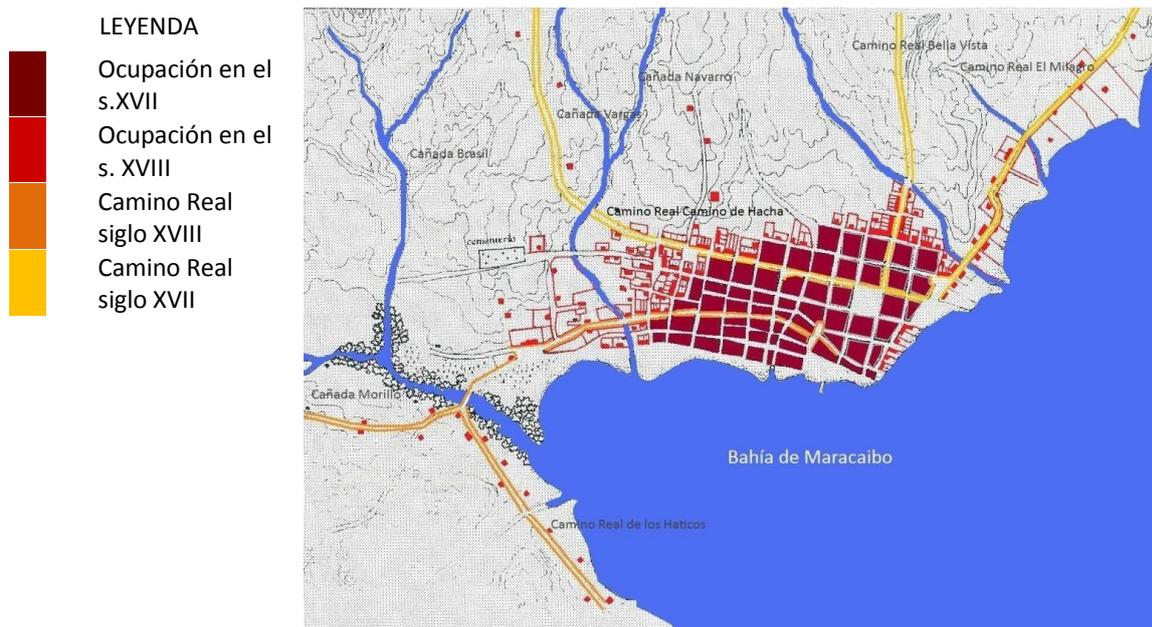 LEYENDA
Ocupación en el
s.XVII
Ocupación en el
s. XVIII
Camino Real
siglo XVIII
Camino Real
siglo XVII
Camino Real Bella Vista
Camino Real El Milagro
Cañada Navarro
Cañada Vargas
Cañada Brasil
Camino Real Camino de Hacha
cementerio
Cañada Morillo
Bahía de Maracaibo
Camino Real de los Haticos